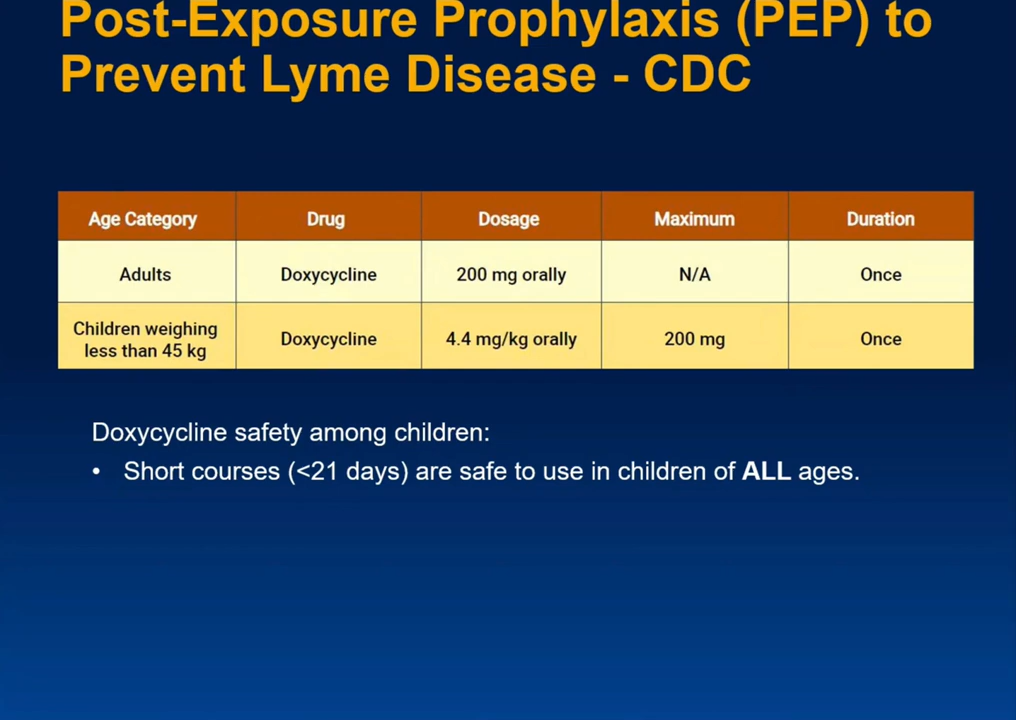 Post-Exposure Prophylaxis (PEP) to
Prevent Lyme Disease - CDC
Age Category Drug Dosage Maximum Duration
Adults Doxycycline 200 mg orally N/A Once
Children weighing
less than 45 kg Doxycycline 4.4 mg/kg orally 200 mg Once
Doxycycline safety among children:
• Short courses (<21 days) are safe to use in children of ALL ages.